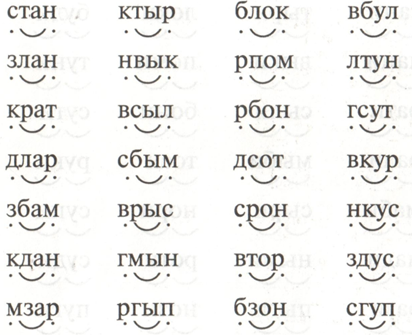 стан ктыр блок вбул
злан нвык рпом лтун
крат всыл рбон гсут
длар сбым дсот вкур
збам врыс срон нкус
кдан гмын втор здус
мзар ргып бзон сгуп